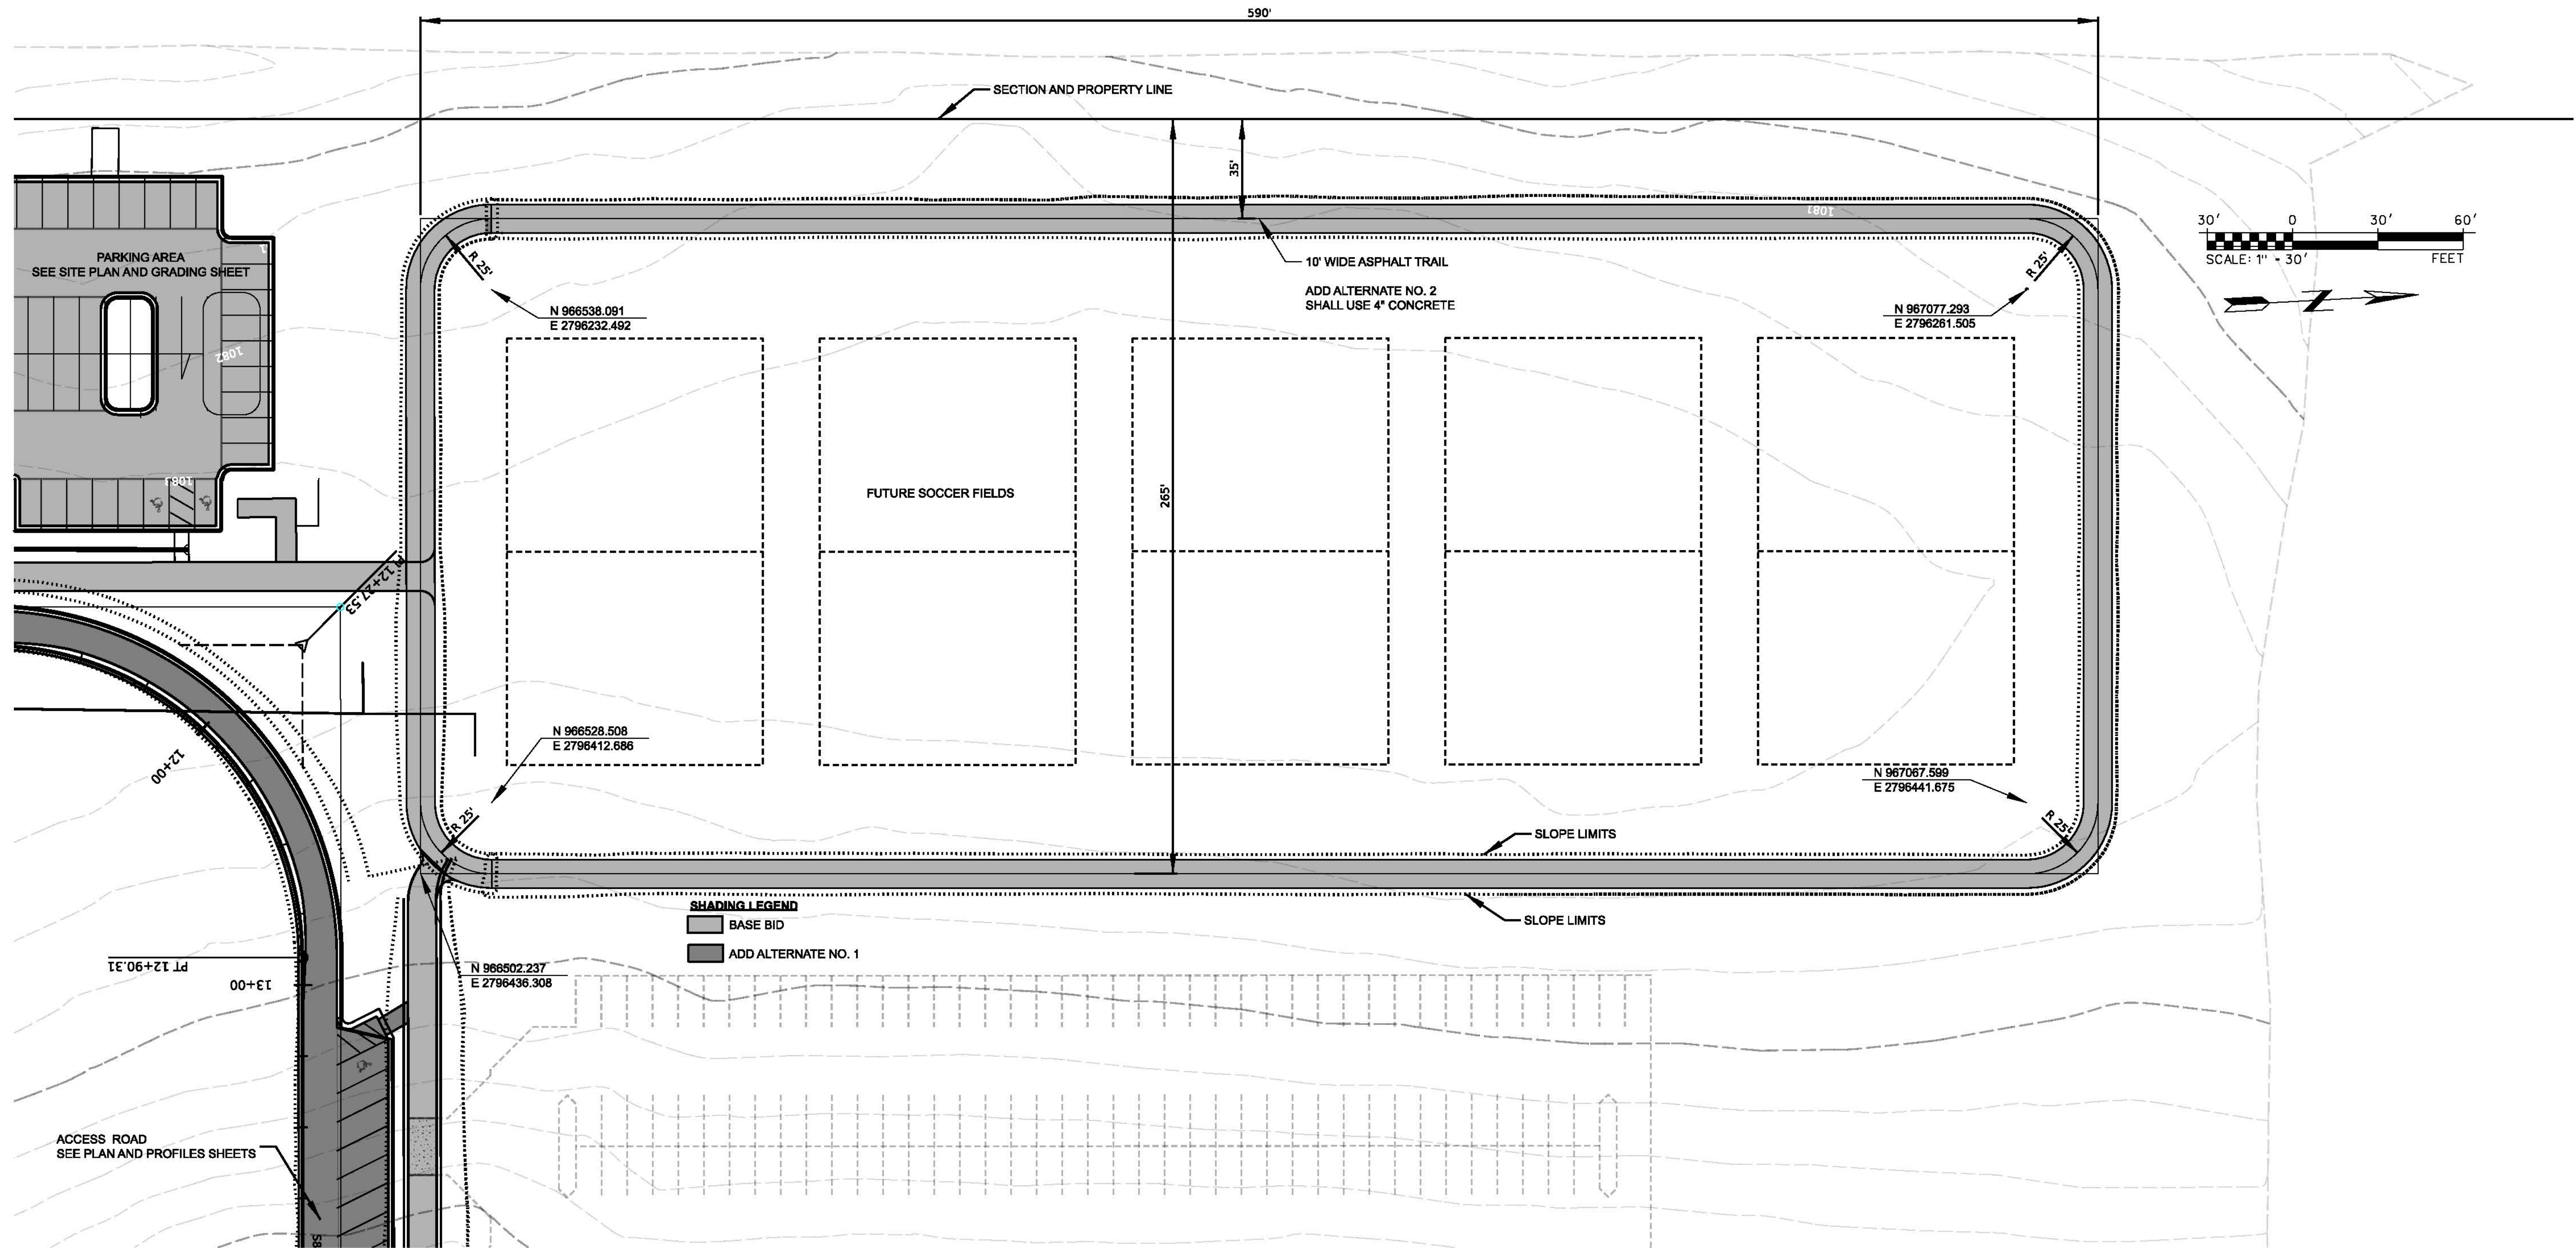 590'
SECTION AND PROPERTY LINE
35'
PARKING AREA
SEE SITE PLAN AND GRADING SHEET
1
1082
1083
R 25'
N 966538.091
E 2796232.492
10' WIDE ASPHALT TRAIL
ADD ALTERNATE NO. 2
SHALL USE 4" CONCRETE
1081
R 25'
N 967077.293
E 2796261.505
30' 0 30' 60'
SCALE: 1" - 30' FEET
N
FUTURE SOCCER FIELDS
265'
PI 12+27.53
12+00
N 966528.508
E 2796412.686
R 25'
N 967067.599
E 2796441.675
R 25'
SLOPE LIMITS
SLOPE LIMITS
SHADING LEGEND
BASE BID
ADD ALTERNATE NO. 1
N 966502.237
E 2796436.308
PT 12+90.31
13+00
ACCESS ROAD
SEE PLAN AND PROFILES SHEETS